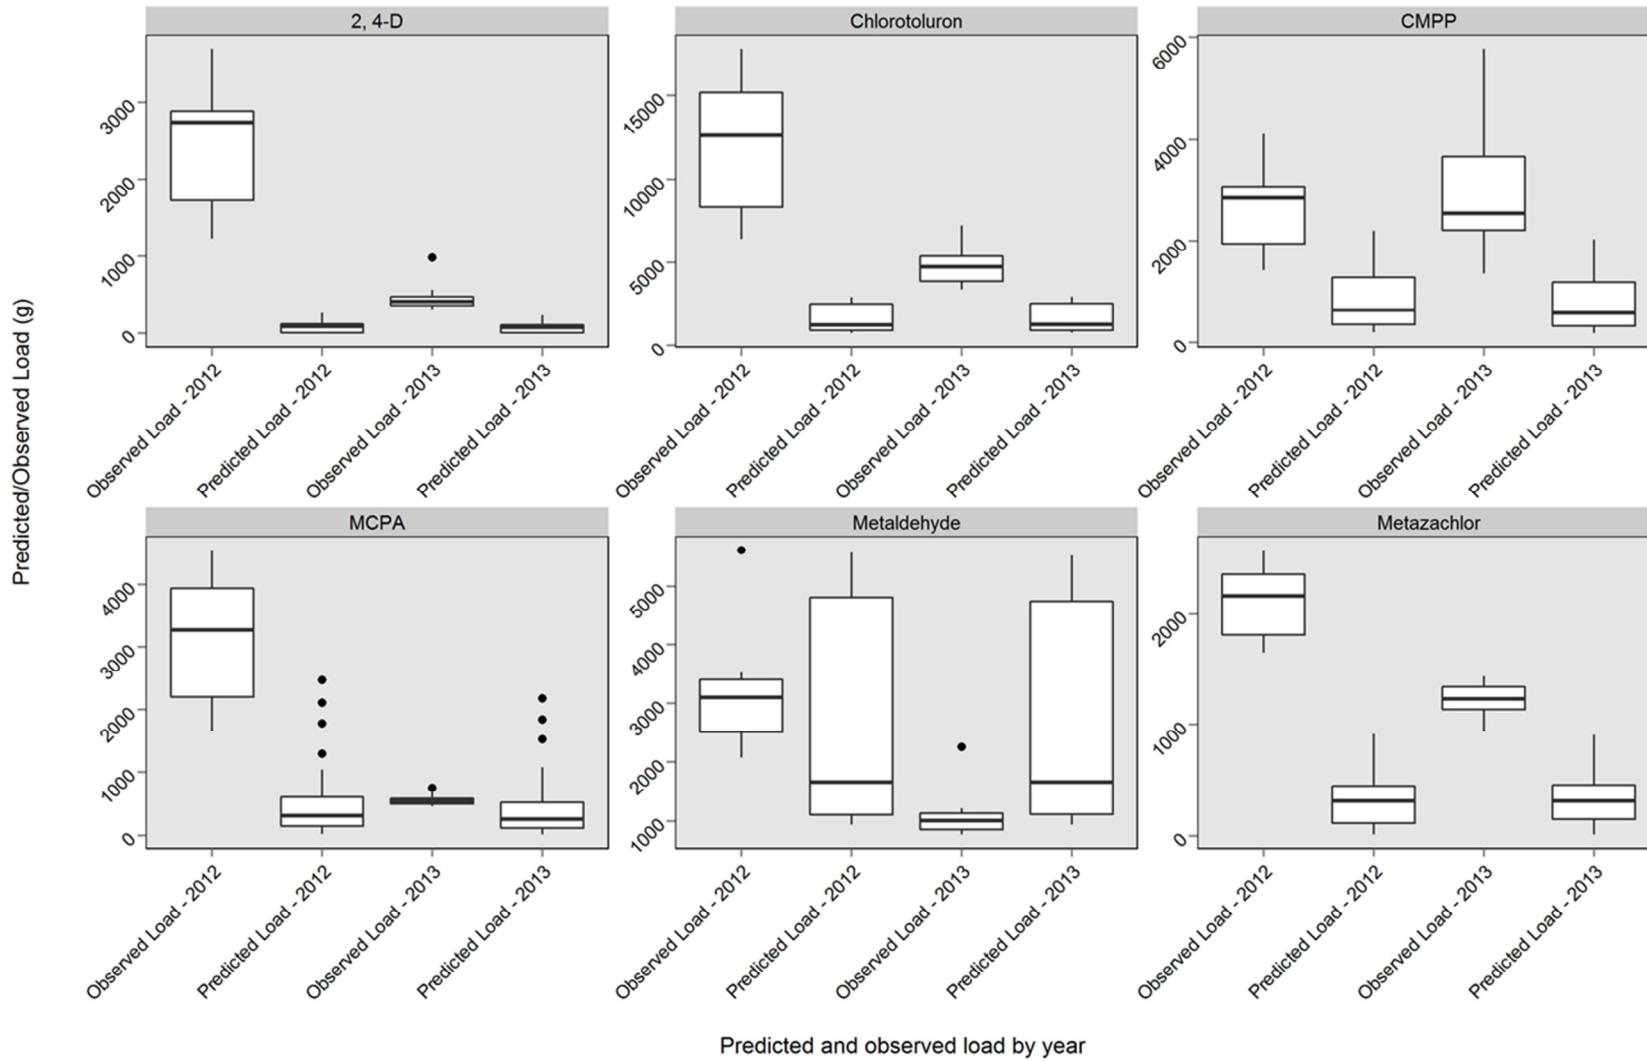 2, 4-D
Chlorotoluron
CMPP
Predicted/Observed Load (g)
3000
2000
1000
0
15000
10000
5000
0
6000
4000
2000
0
Observed Load - 2012
Predicted Load - 2012
Observed Load - 2013
Predicted Load - 2013
Observed Load - 2012
Predicted Load - 2012
Observed Load - 2013
Predicted Load - 2013
Observed Load - 2012
Predicted Load - 2012
Observed Load - 2013
Predicted Load - 2013
MCPA
Metaldehyde
Metazachlor
4000
3000
2000
1000
0
5000
4000
3000
2000
1000
2000
1000
0
Observed Load - 2012
Predicted Load - 2012
Observed Load - 2013
Predicted Load - 2013
Observed Load - 2012
Predicted Load - 2012
Observed Load - 2013
Predicted Load - 2013
Observed Load - 2012
Predicted Load - 2012
Observed Load - 2013
Predicted Load - 2013
Predicted and observed load by year